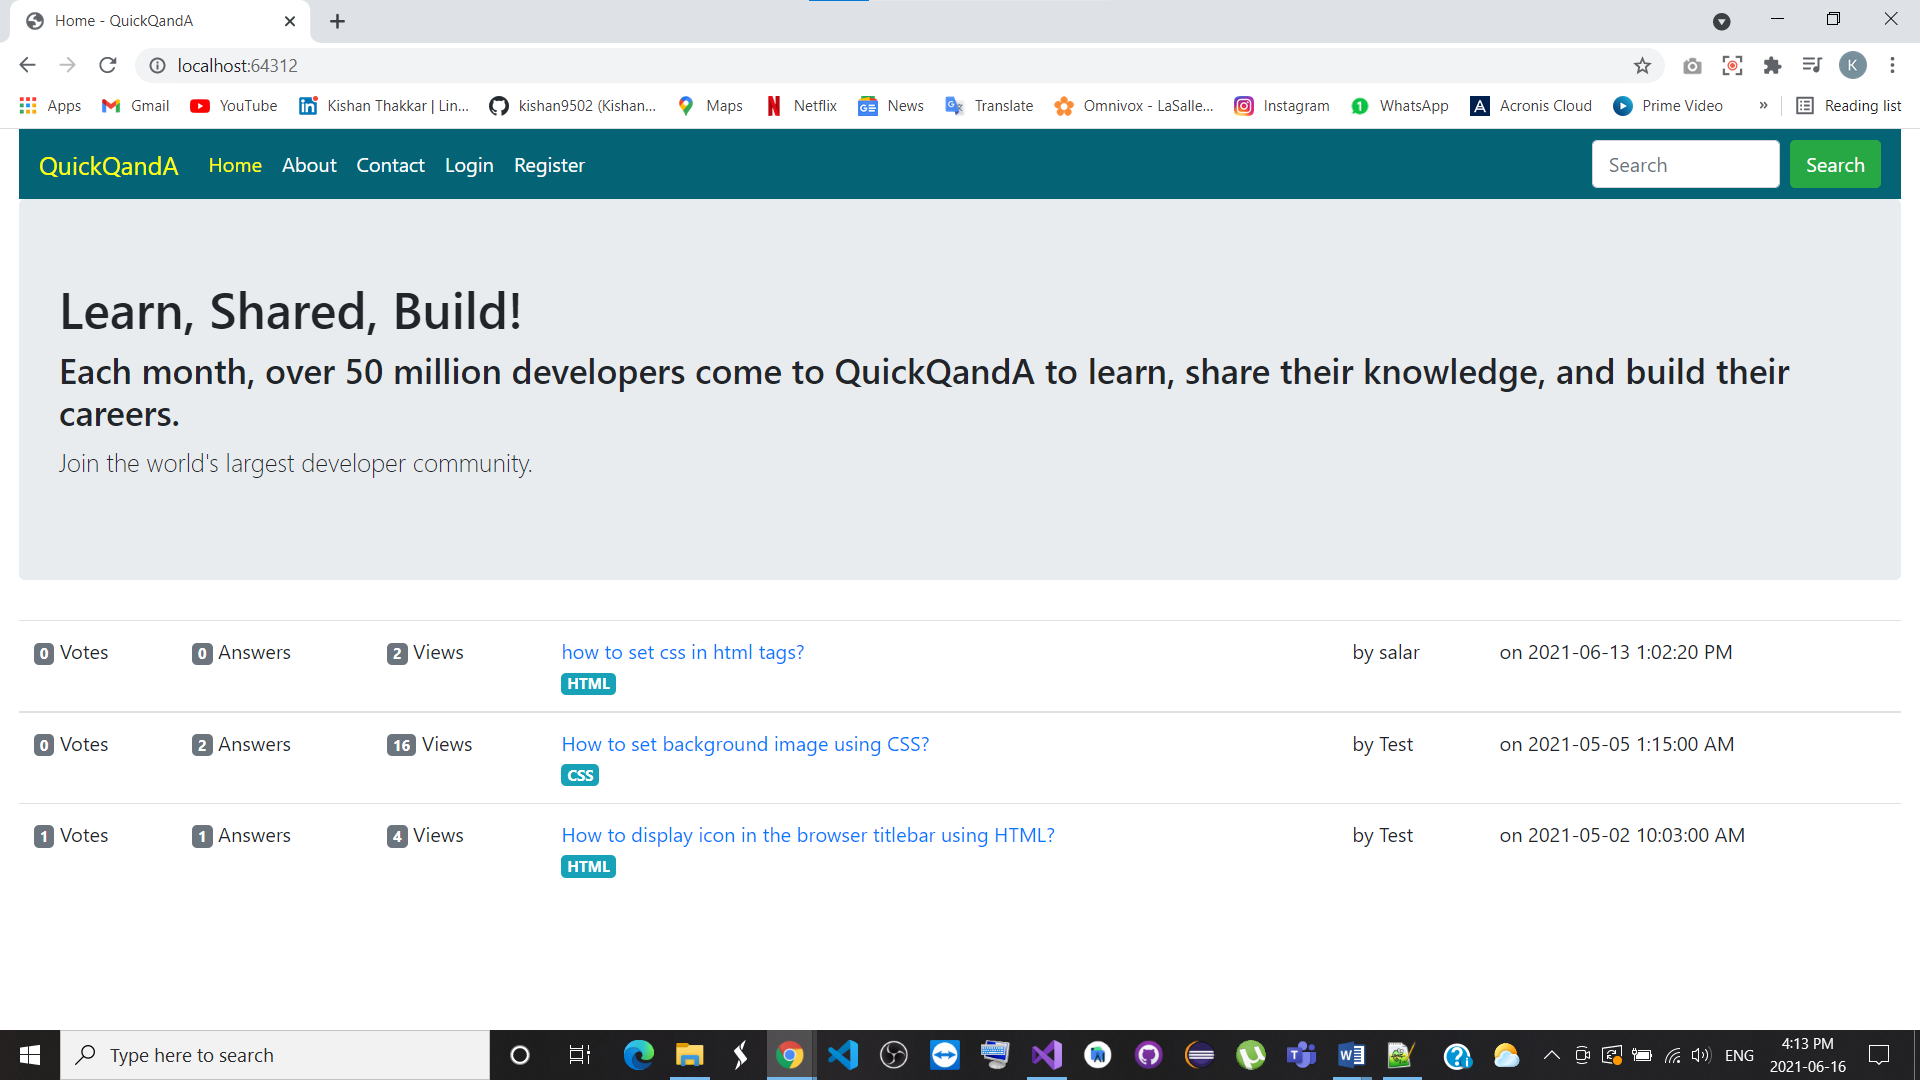 Home - QuickQandA
localhost:64312
Apps Gmail YouTube Kishan Thakkar | Lin... kishan9502 (Kishan... Maps Netflix News Translate Omnivox - LaSalle... Instagram 1 WhatsApp A Acronis Cloud Prime Video » Reading list
K
QuickQandA Home About Contact Login Register Search Search
Learn, Shared, Build!
Each month, over 50 million developers come to QuickQandA to learn, share their knowledge, and build their
careers.
Join the world's largest developer community.
0 Votes 0 Answers 2 Views how to set css in html tags? by salar on 2021-06-13 1:02:20 PM
HTML
0 Votes 2 Answers 16 Views How to set background image using CSS? by Test on 2021-05-05 1:15:00 AM
CSS
1 Votes 1 Answers 4 Views How to display icon in the browser titlebar using HTML? by Test on 2021-05-02 10:03:00 AM
HTML
Type here to search
ENG
4:13 PM
2021-06-16